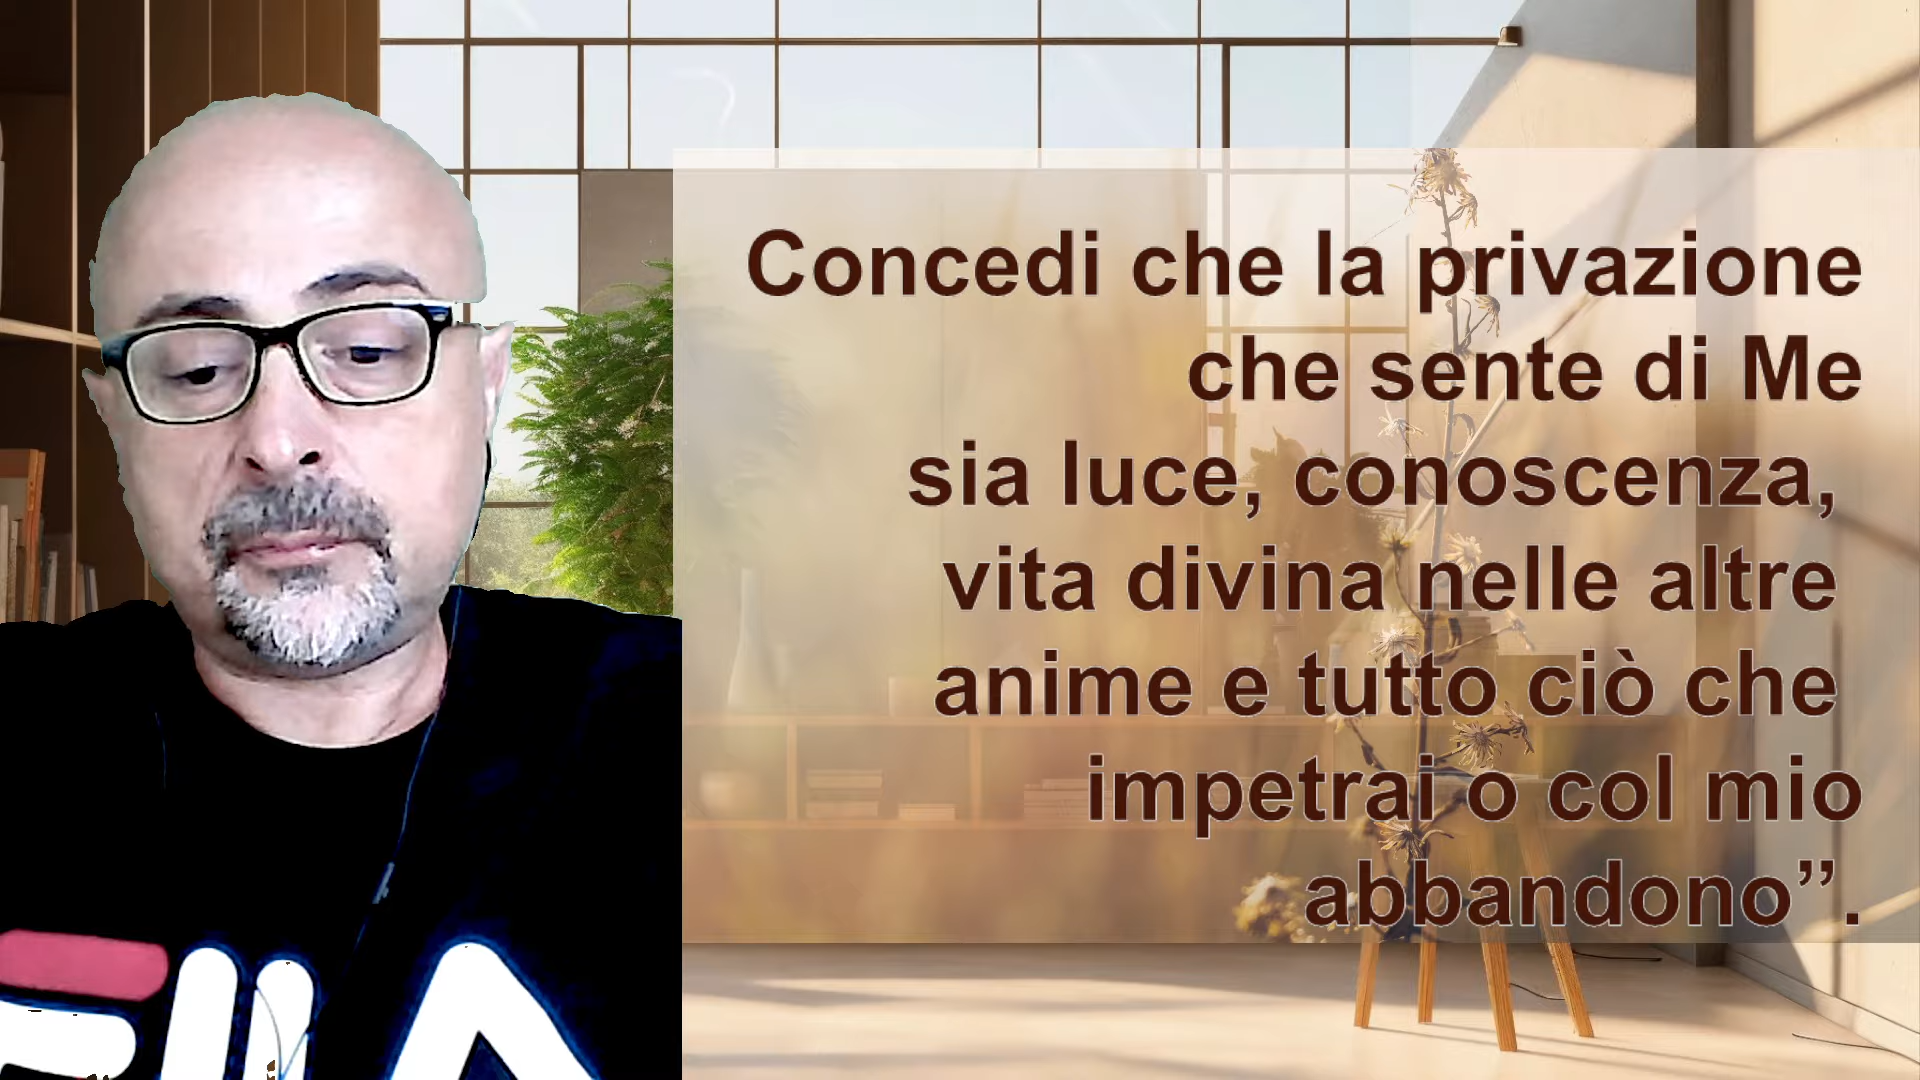 Concedi che la privazione
che sente di Me
sia luce, conoscenza,
vita divina nelle altre
anime e tutto ciò che
impetrai o col mio
abbandono”.
FILA